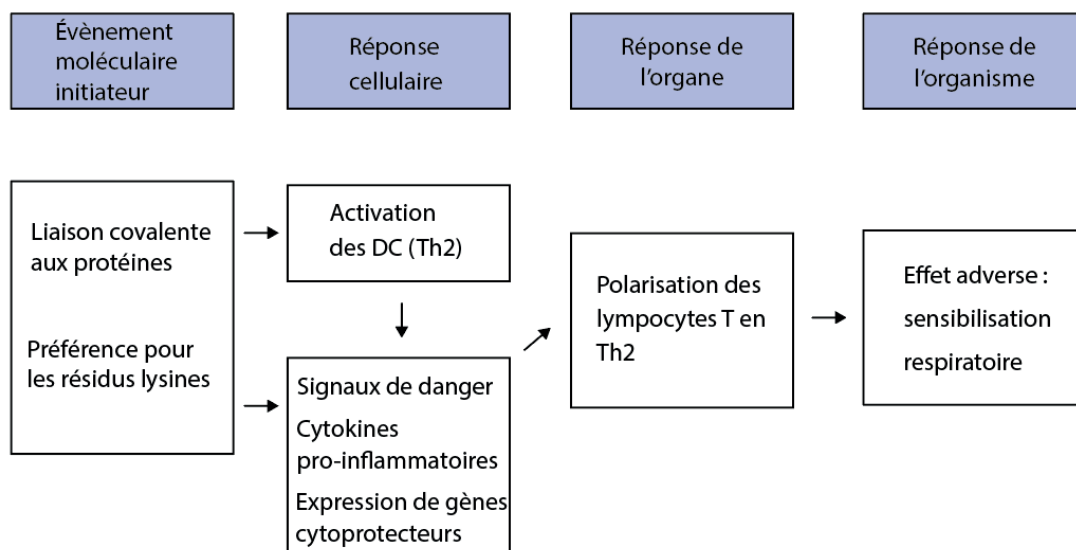 Évènement
moléculaire
initiateur
Réponse
cellulaire
Réponse de
l'organe
Réponse de
l'organisme
Liaison covalente
aux protéines
Préférence pour
les résidus lysines
Activation
des DC (Th2)
Signaux de danger
Cytokines
pro-inflammatoires
Expression de gènes
cytoprotecteurs
Polarisation des
lympocytes T en
Th2
Effet adverse :
sensibilisation
respiratoire